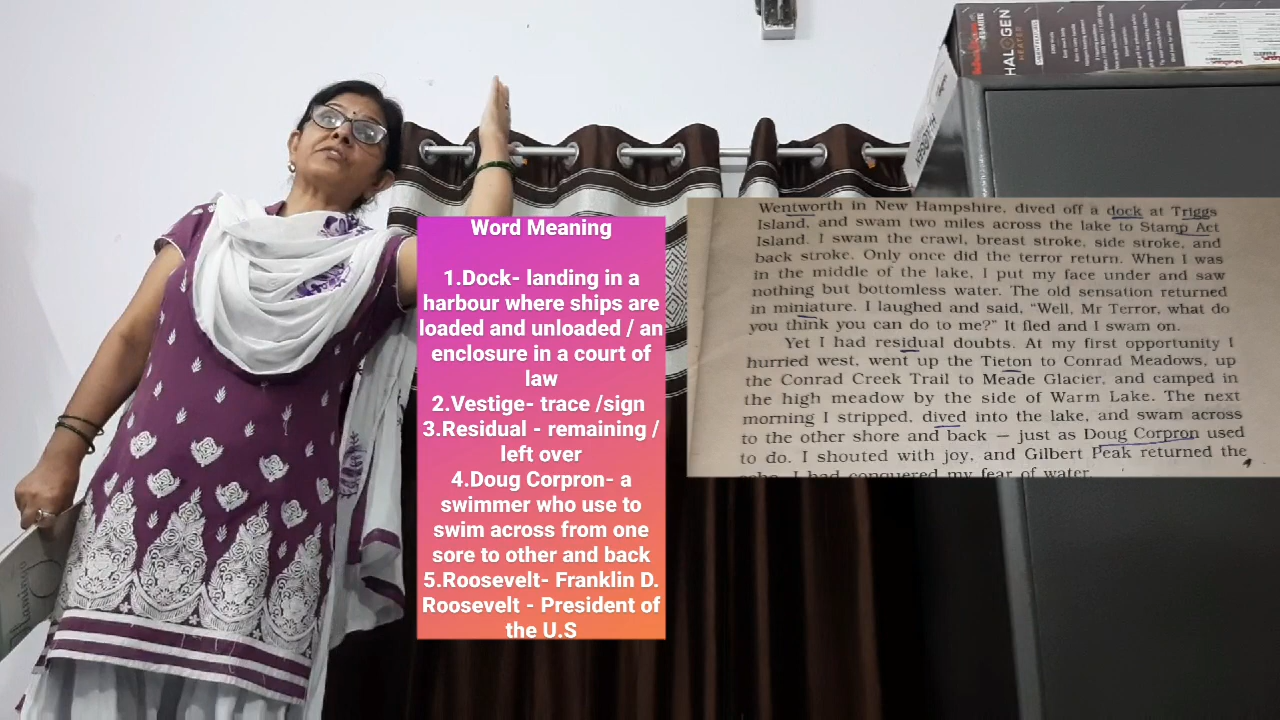 HALOGEN
HEATER
HALOGEN
Flamingo
Word Meaning
1.Dock- landing in a
harbour where ships are
loaded and unloaded / an
enclosure in a court of
law
2.Vestige- trace /sign
3.Residual - remaining /
left over
4.Doug Corpron- a
swimmer who use to
swim across from one
sore to other and back
5.Roosevelt- Franklin D.
Roosevelt - President of
the U.S
Wentworth in New Hampshire, dived off a dock at Triggs
Island, and swam two miles across the lake to Stamp Act
Island. I swam the crawl, breast stroke, side stroke, and
back stroke. Only once did the terror return. When I was
in the middle of the lake, I put my face under and saw
nothing but bottomless water. The old sensation returned
in miniature. I laughed and said, “Well, Mr Terror, what do
you think you can do to me?” It fled and I swam on.
Yet I had residual doubts. At my first opportunity I
hurried west, went up the Tieton to Conrad Meadows, up
the Conrad Creek Trail to Meade Glacier, and camped in
the high meadow by the side of Warm Lake. The next
morning I stripped, dived into the lake, and swam across
to the other shore and back — just as Doug Corpron used
to do. I shouted with joy, and Gilbert Peak returned the
echo. I had conquered my fear of water.